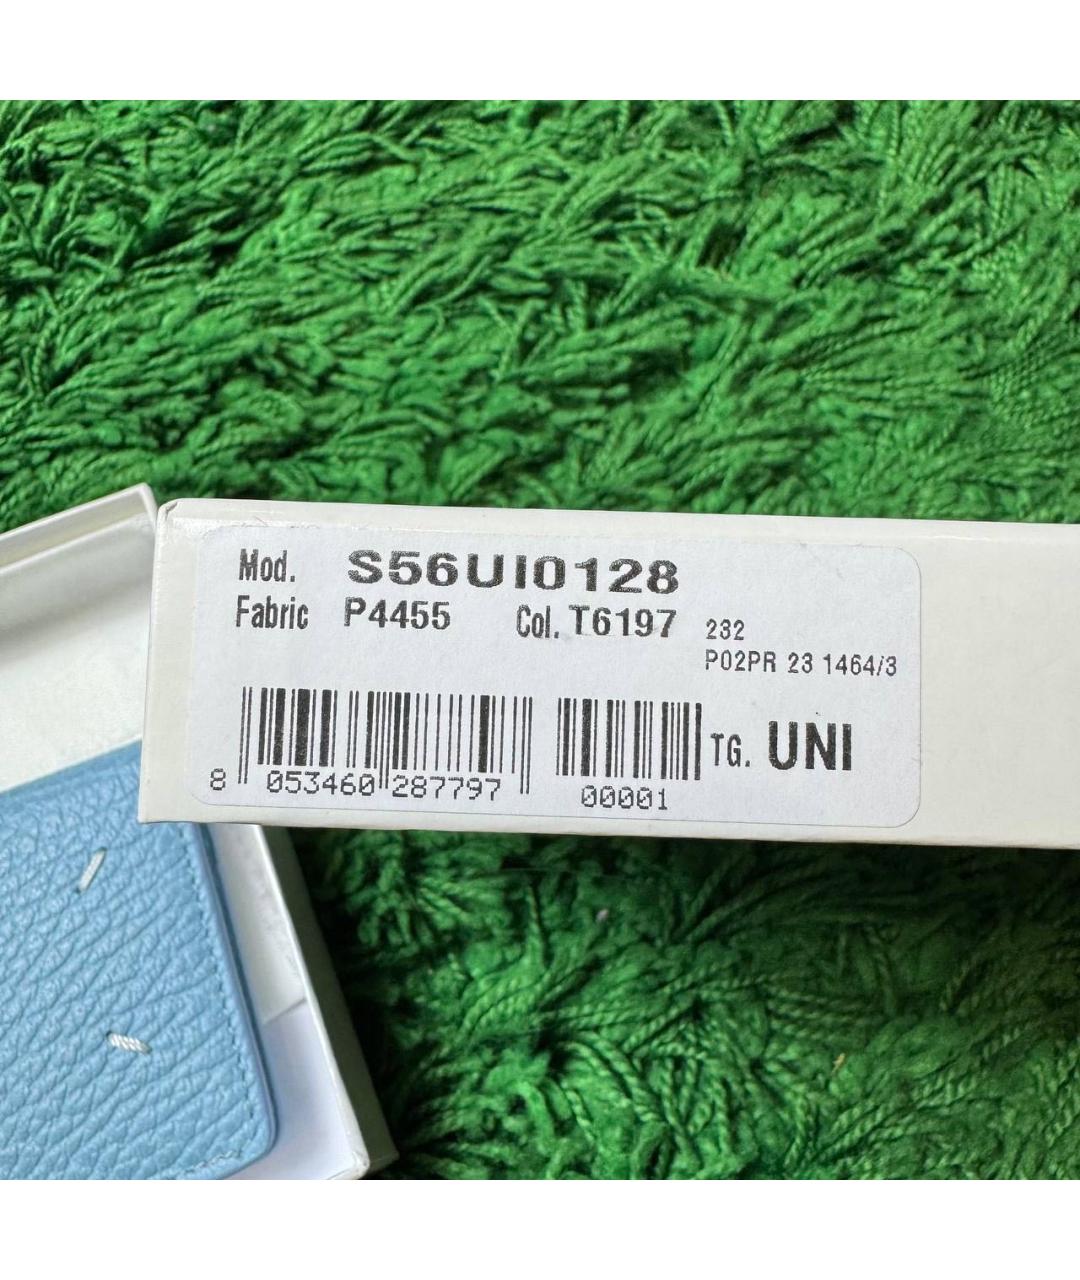 Mod. S56UI0128
Fabric P4455 Col. T6197 232
P02PR 23 1464/3
TG. UNI
8 053460 287797 00001